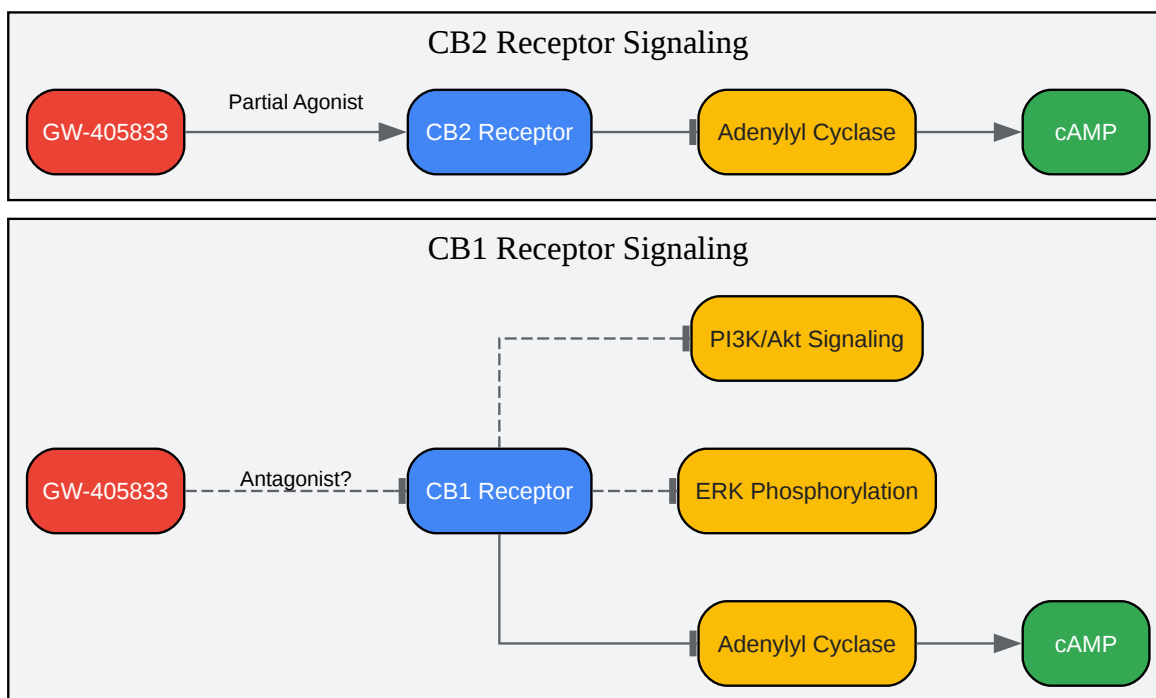 CB2 Receptor Signaling
Partial Agonist
GW-405833
CB2 Receptor
Adenylyl Cyclase
cAMP
CB1 Receptor Signaling
PI3K/Akt Signaling
GW-405833
Antagonist?
CB1 Receptor
ERK Phosphorylation
Adenylyl Cyclase
cAMP